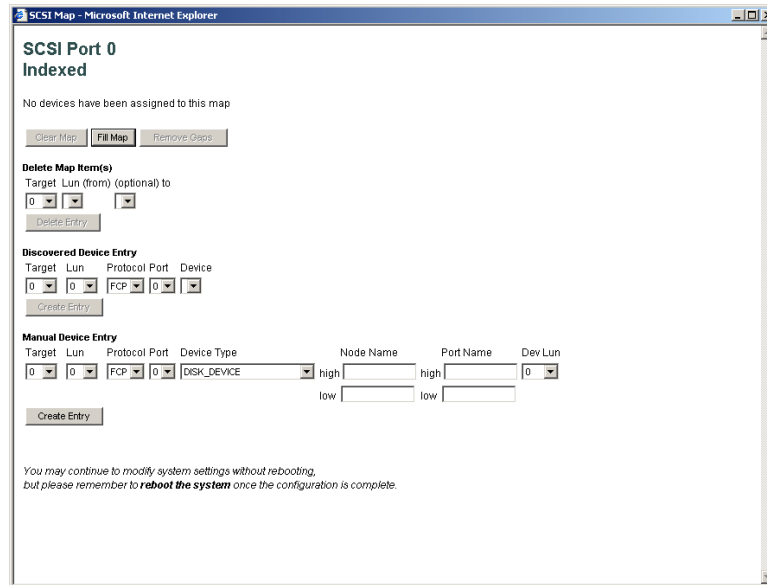 SCSI Map - Microsoft Internet Explorer
SCSI Port 0
Indexed
No devices have been assigned to this map
Clear Map Fill Map Remove Gaps
Delete Map Item(s)
Target Lun (from) (optional) to
0
Delete Entry
Discovered Device Entry
Target Lun Protocol Port Device
0 0 FCP 0
Create Entry
Manual Device Entry
Target Lun Protocol Port Device Type Node Name Port Name Dev Lun
0 0 FCP 0 DISK_DEVICE high high 0
low low
Create Entry
You may continue to modify system settings without rebooting,
but please remember to reboot the system once the configuration is complete.